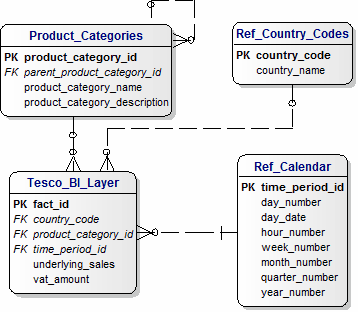 Product_Categories
PK product_category_id
FK parent_product_category_id
product_category_name
product_category_description
Ref_Country_Codes
PK country_code
country_name
Tesco_BI_Layer
PK fact_id
FK country_code
FK product_category_id
FK time_period_id
underlying_sales
vat_amount
Ref_Calendar
PK time_period_id
day_number
day_date
hour_number
week_number
month_number
quarter_number
year_number